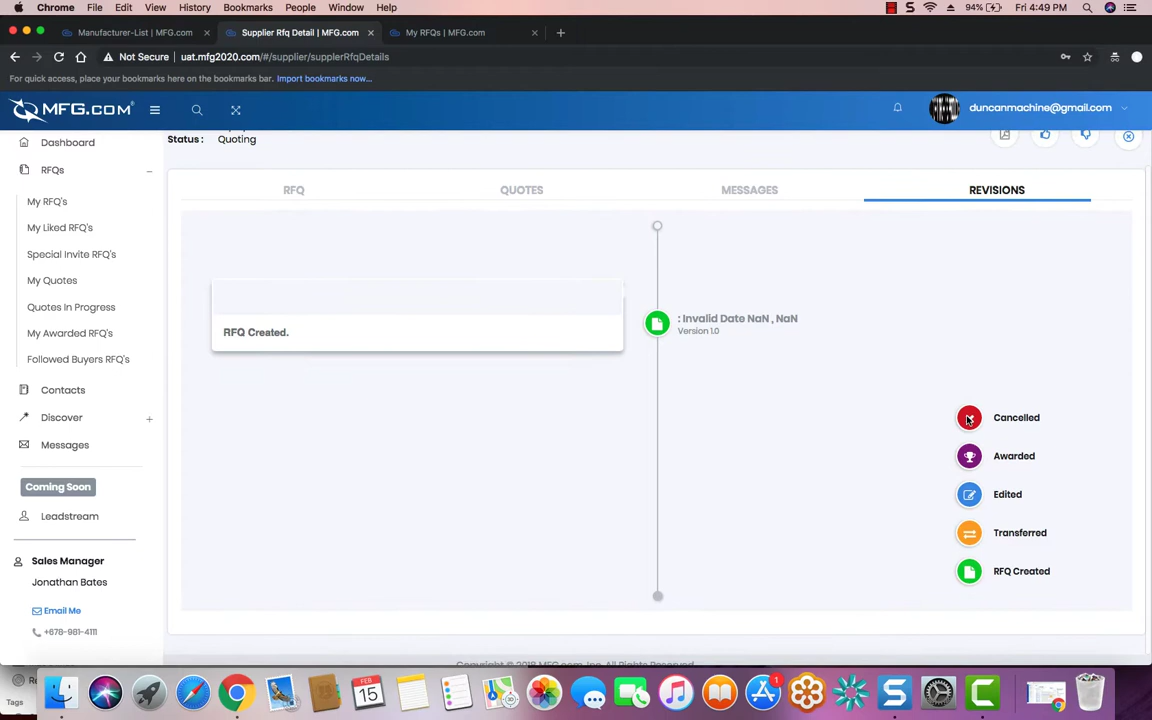 Chrome File Edit View History Bookmarks People Window Help
94% Fri 4:49 PM
Manufacturer-List | MFG.com
Supplier Rfq Detail | MFG.com
My RFQs | MFG.com
Not Secure | uat.mfg2020.com/#/supplier/supplerRfqDetails
For quick access, place your bookmarks here on the bookmarks bar. Import bookmarks now...
MFG.COM
duncanmachine@gmail.com
Status : Quoting
Dashboard
RFQs
My RFQ's
My Liked RFQ's
Special Invite RFQ's
My Quotes
Quotes In Progress
My Awarded RFQ's
Followed Buyers RFQ's
Contacts
Discover
Messages
Coming Soon
Leadstream
Sales Manager
Jonathan Bates
Email Me
+678-981-4111
RFQ QUOTES MESSAGES REVISIONS
RFQ Created.
: Invalid Date NaN , NaN
Version 1.0
Cancelled
Awarded
Edited
Transferred
RFQ Created
Copyright © 2018 MFG.com, Inc. All Rights Reserved
FEB
15
1
Tags